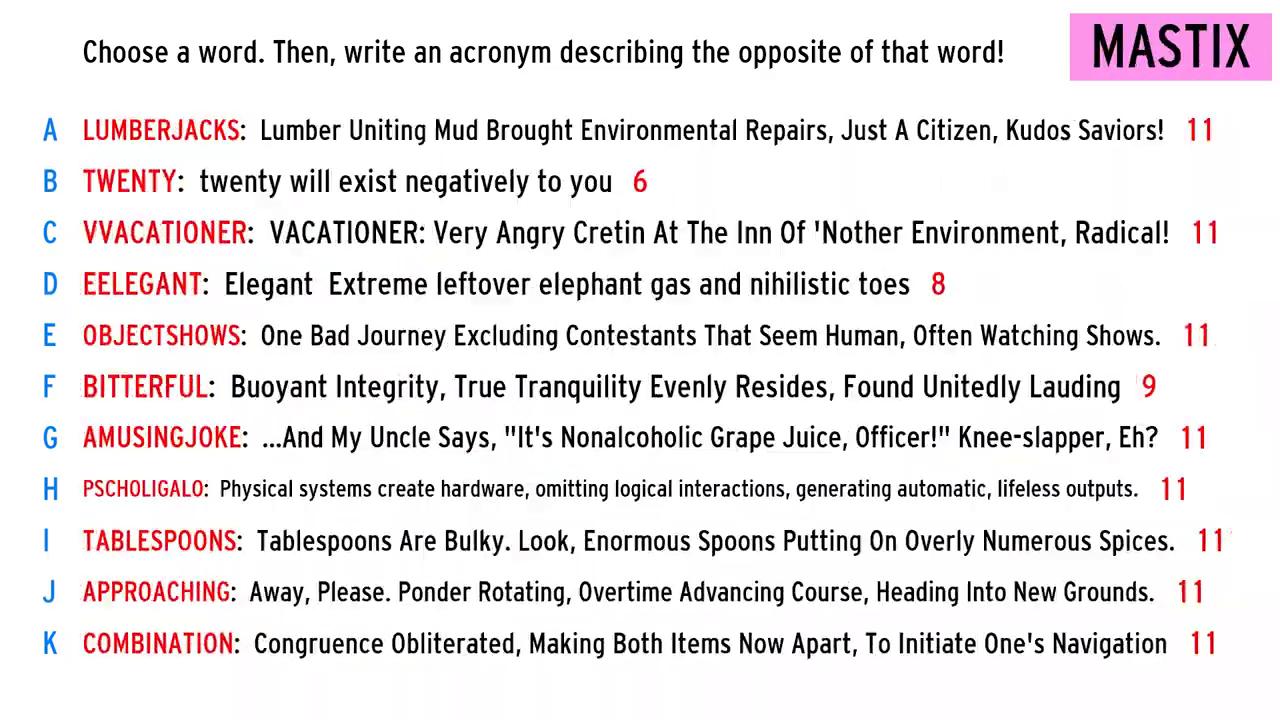 Choose a word. Then, write an acronym describing the opposite of that word!
MASTIX
A LUMBERJACKS: Lumber Uniting Mud Brought Environmental Repairs, Just A Citizen, Kudos Saviors! 11
B TWENTY: twenty will exist negatively to you 6
C VVACATIONER: VACATIONER: Very Angry Cretin At The Inn Of 'Nother Environment, Radical! 11
D EELEGANT: Elegant Extreme leftover elephant gas and nihilistic toes 8
E OBJECTSHOWS: One Bad Journey Excluding Contestants That Seem Human, Often Watching Shows. 11
F BITTERFUL: Buoyant Integrity, True Tranquility Evenly Resides, Found Unitedly Lauding 9
G AMUSINGJOKE: ...And My Uncle Says, "It's Nonalcoholic Grape Juice, Officer!" Knee-slapper, Eh? 11
H PSCHOLIGALO: Physical systems create hardware, omitting logical interactions, generating automatic, lifeless outputs. 11
I TABLESPOONS: Tablespoons Are Bulky. Look, Enormous Spoons Putting On Overly Numerous Spices. 11
J APPROACHING: Away, Please. Ponder Rotating, Overtime Advancing Course, Heading Into New Grounds. 11
K COMBINATION: Congruence Obliterated, Making Both Items Now Apart, To Initiate One's Navigation 11